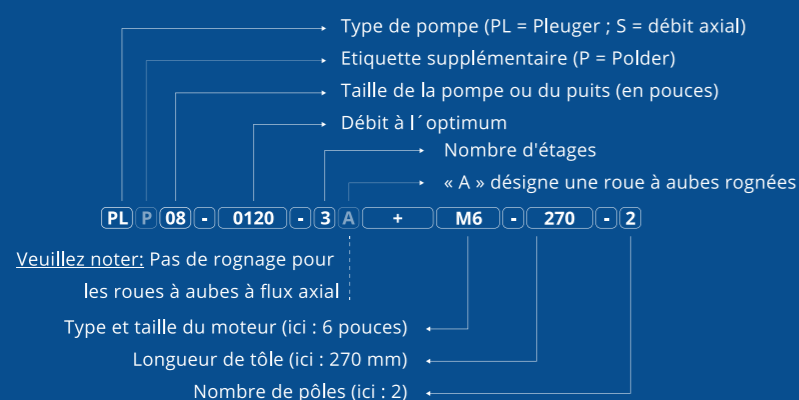 Type de pompe (PL = Pleuger ; S = débit axial)
Etiquette supplémentaire (P = Polder)
Taille de la pompe ou du puits (en pouces)
Débit à l´optimum
Nombre d'étages
« A » désigne une roue à aubes rognées
PL P 08 - 0120 - 3 A + M6 - 270 - 2
Veuillez noter: Pas de rognage pour
les roues à aubes à flux axial
Type et taille du moteur (ici : 6 pouces)
Longueur de tôle (ici : 270 mm)
Nombre de pôles (ici : 2)